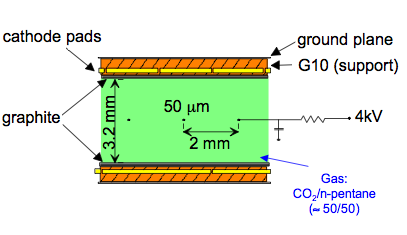 cathode pads
ground plane
G10 (support)
graphite
3.2 mm
50 μm
2 mm
4kV
Gas:
CO₂/n-pentane
(≃ 50/50)